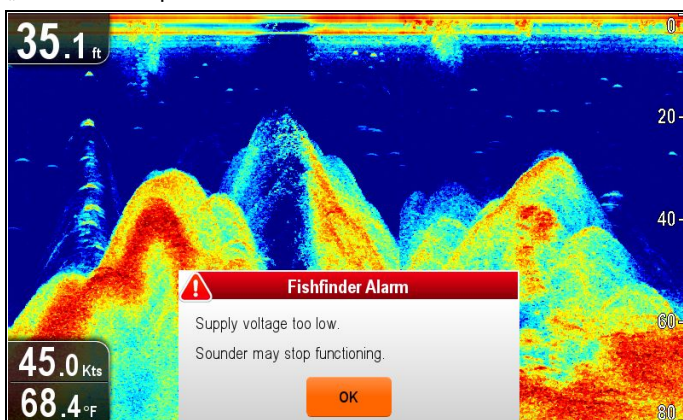 35.1 ft
0
20
40
Fishfinder Alarm
Supply voltage too low.
Sounder may stop functioning.
OK
60
45.0 Kts
68.4°F
80